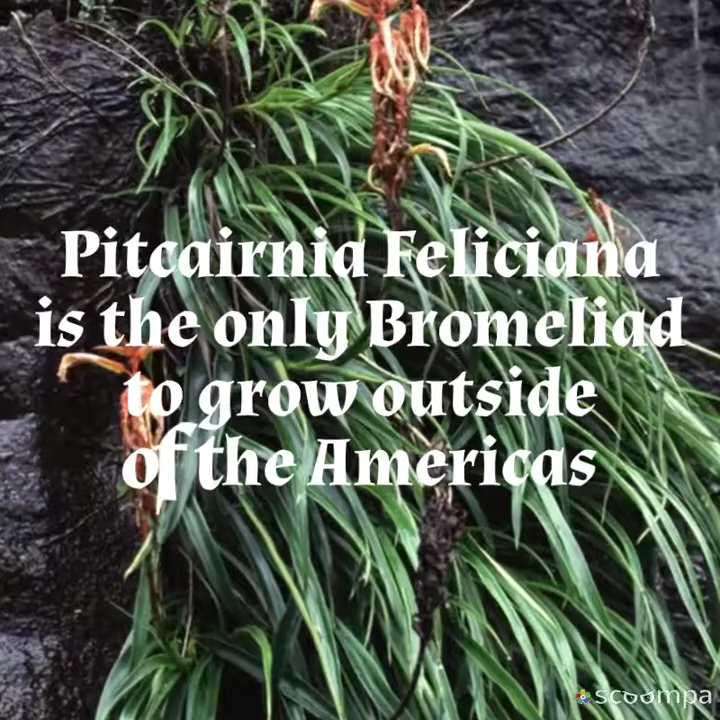 Pitcairnia Feliciana
is the only Bromeliad
to grow outside
of the Americas
scoompa